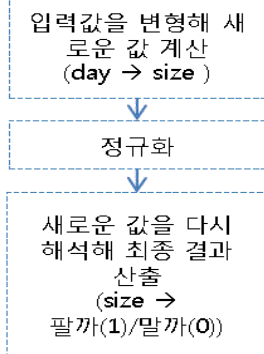 입력값을 변형해 새
로운 값 계산
(day → size )
정규화
새로운 값을 다시
해석해 최종 결과
산출
(size →
팔까(1)/말까(0))